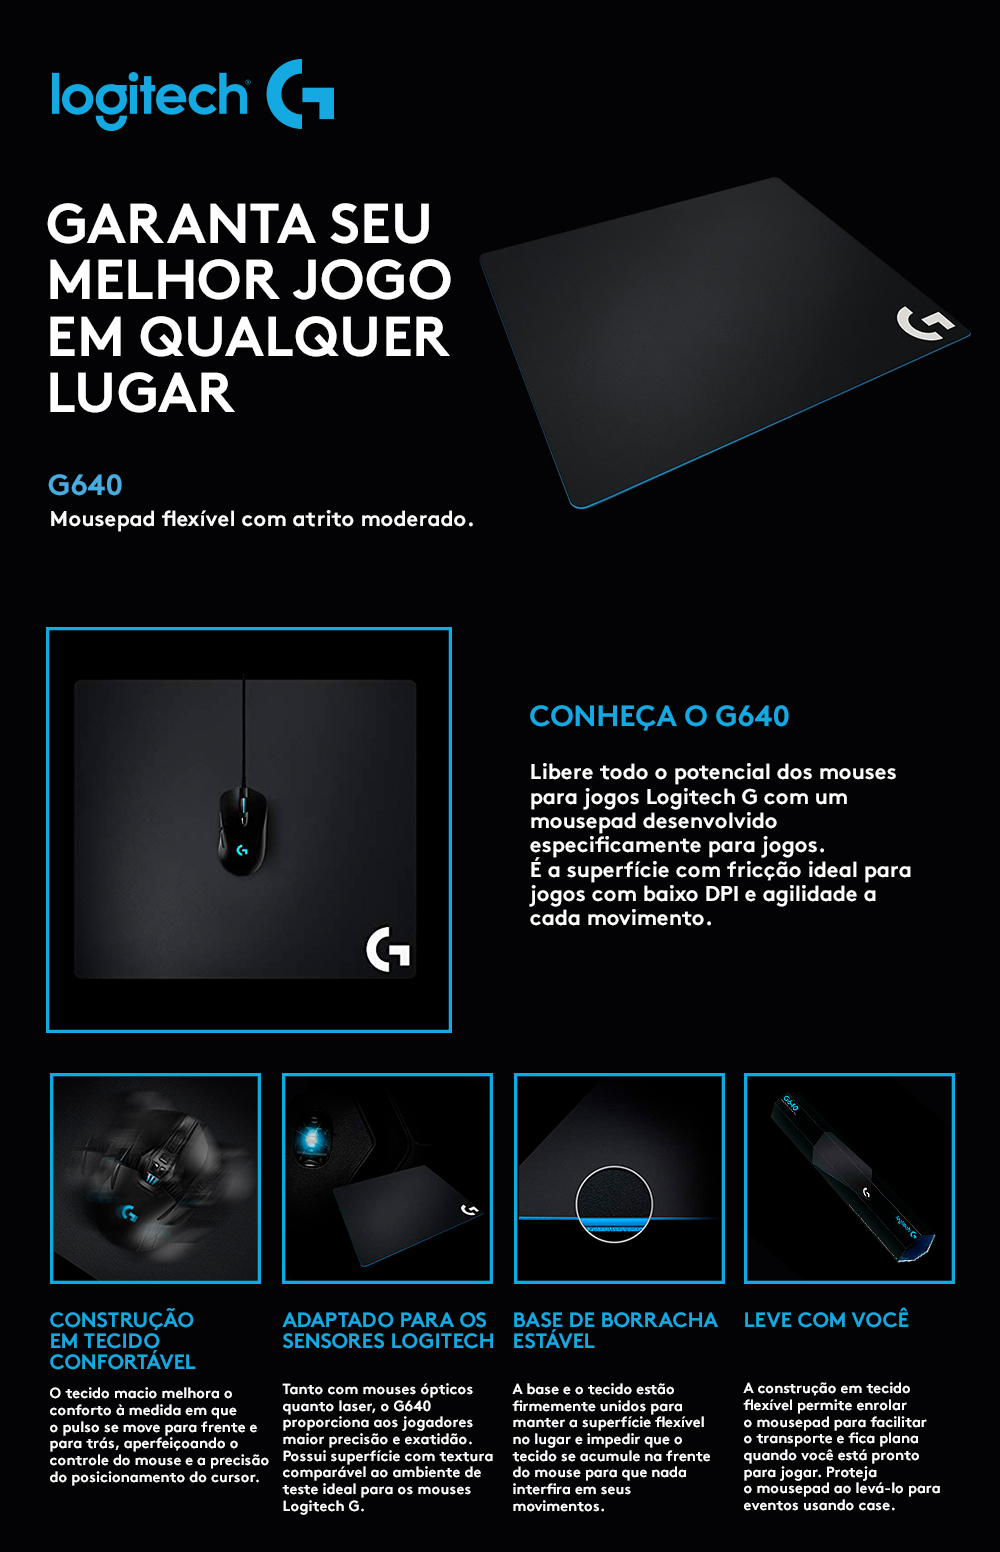 logitech G
GARANTA SEU
MELHOR JOGO
EM QUALQUER
LUGAR
G640
Mousepad flexível com atrito moderado.
CONHEÇA O G640
Libere todo o potencial dos mouses
para jogos Logitech G com um
mousepad desenvolvido
especificamente para jogos.
É a superfície com fricção ideal para
jogos com baixo DPI e agilidade a
cada movimento.
G640
logitech G
CONSTRUÇÃO
EM TECIDO
CONFORTÁVEL
O tecido macio melhora o
conforto à medida em que
o pulso se move para frente e
para trás, aperfeiçoando o
controle do mouse e a precisão
do posicionamento do cursor.
ADAPTADO PARA OS
SENSORES LOGITECH
Tanto com mouses ópticos
quanto laser, o G640
proporciona aos jogadores
maior precisão e exatidão.
Possui superfície com textura
comparável ao ambiente de
teste ideal para os mouses
Logitech G.
BASE DE BORRACHA
ESTÁVEL
A base e o tecido estão
firmemente unidos para
manter a superfície flexível
no lugar e impedir que o
tecido se acumule na frente
do mouse para que nada
interfira em seus
movimentos.
LEVE COM VOCÊ
A construção em tecido
flexível permite enrolar
o mousepad para facilitar
o transporte e fica plana
quando você está pronto
para jogar. Proteja
o mousepad ao levá-lo para
eventos usando case.